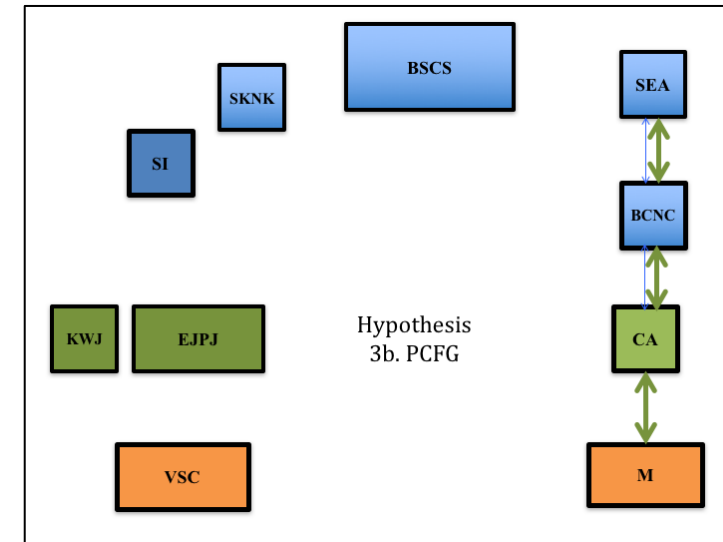 BSCS
SEA
SKNK
SI
BCNC
KWJ
EJPJ
Hypothesis
3b. PCFG
CA
VSC
M